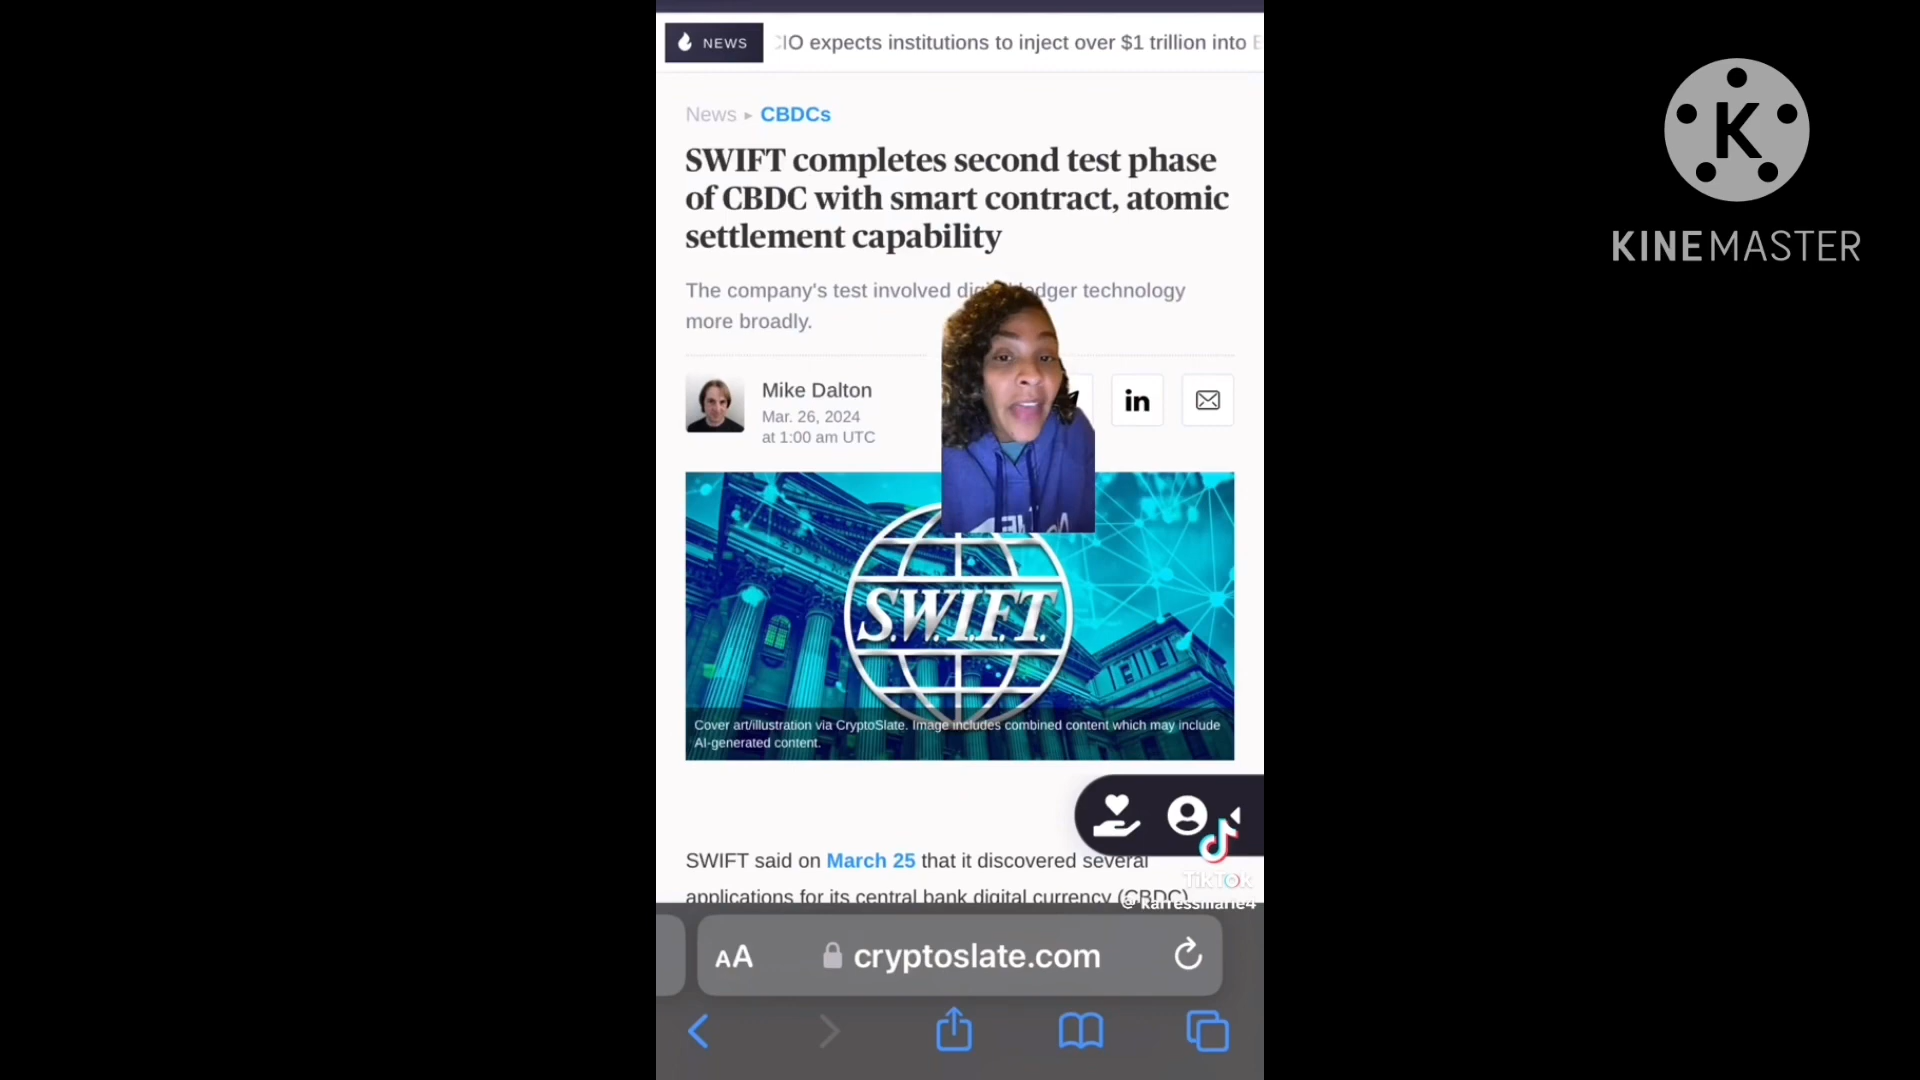 NEWS
IO expects institutions to inject over $1 trillion into
News ▸ CBDCs
SWIFT completes second test phase
of CBDC with smart contract, atomic
settlement capability
The company's test involved edger technology
more broadly.
Mike Dalton
Mar. 26, 2024
at 1:00 am UTC
in
S.W.I.F.T.
Cover art/illustration via CryptoSlate. Image includes combined content which may include
AI-generated content.
SWIFT said on March 25 that it discovered several
applications for its central bank digital currency (CBDC)
TikTok
@karressmarie4
AA cryptoslate.com
K
KINEMASTER